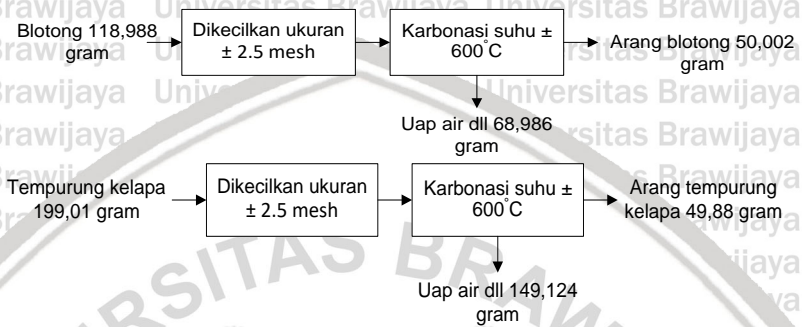 Blotong 118,988
gram
Dikecilkan ukuran
± 2.5 mesh
Karbonasi suhu ±
600°C
Arang blotong 50,002
gram
Uap air dll 68,986
gram
Tempurung kelapa
199,01 gram
Dikecilkan ukuran
± 2.5 mesh
Karbonasi suhu ±
600°C
Arang tempurung
kelapa 49,88 gram
Uap air dll 149,124
gram